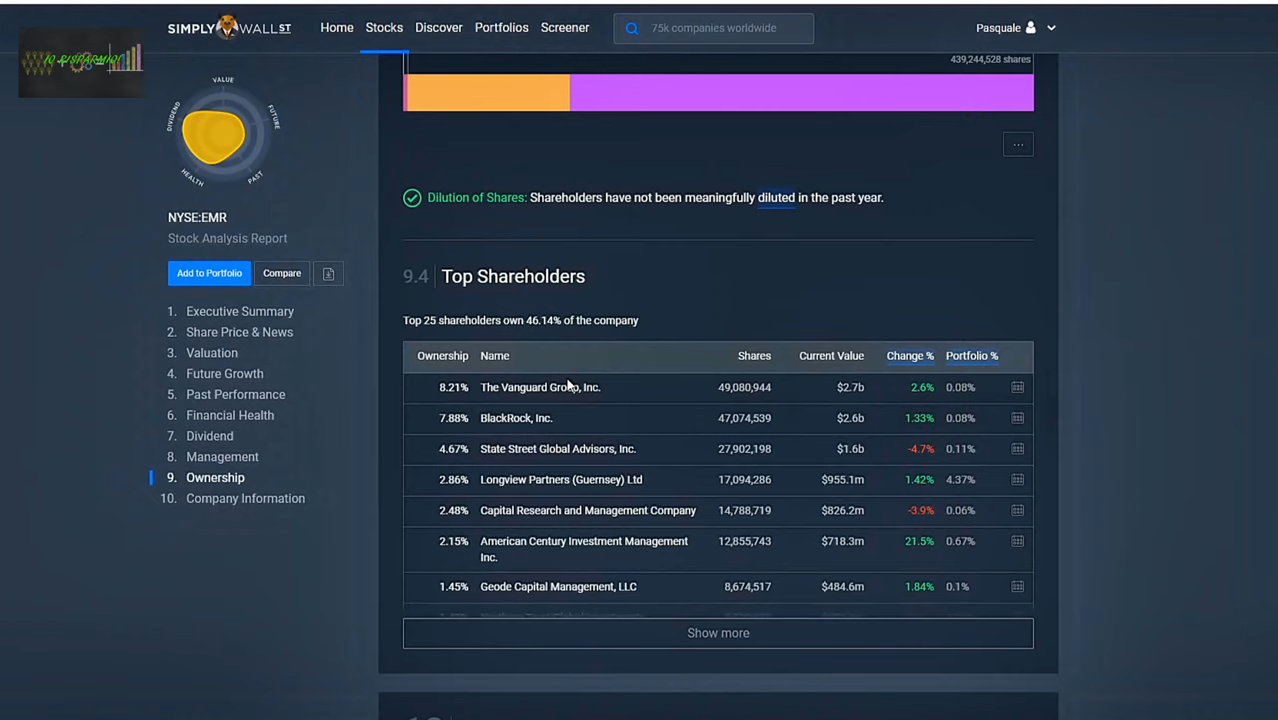 SIMPLY WALL ST
Home Stocks Discover Portfolios Screener
75k companies worldwide
Pasquale
IO RISPARMIO!
439,244,528 shares
VALUE
FUTURE
PAST
HEALTH
DIVIDEND
NYSE:EMR
Stock Analysis Report
Add to Portfolio Compare
1. Executive Summary
2. Share Price & News
3. Valuation
4. Future Growth
5. Past Performance
6. Financial Health
7. Dividend
8. Management
9. Ownership
10. Company Information
Dilution of Shares: Shareholders have not been meaningfully diluted in the past year.
9.4 Top Shareholders
Top 25 shareholders own 46.14% of the company
Ownership Name Shares Current Value Change % Portfolio %
8.21% The Vanguard Group, Inc. 49,080,944 $2.7b 2.6% 0.08%
7.88% BlackRock, Inc. 47,074,539 $2.6b 1.33% 0.08%
4.67% State Street Global Advisors, Inc. 27,902,198 $1.6b -4.7% 0.11%
2.86% Longview Partners (Guernsey) Ltd 17,094,286 $955.1m 1.42% 4.37%
2.48% Capital Research and Management Company 14,788,719 $826.2m -3.9% 0.06%
2.15% American Century Investment Management 12,855,743 $718.3m 21.5% 0.67%
Inc.
1.45% Geode Capital Management, LLC 8,674,517 $484.6m 1.84% 0.1%
Show more